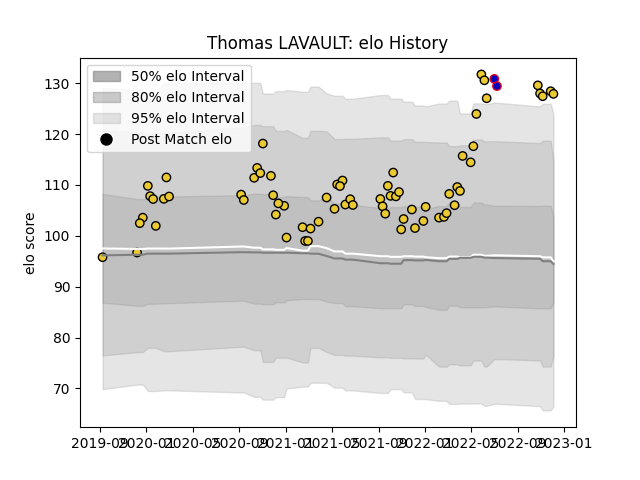 Thomas LAVAULT: elo History
50% elo Interval
80% elo Interval
95% elo Interval
Post Match elo
elo score
130
120
110
100
90
80
70
2019-09 2020-01 2020-05 2020-09 2021-01 2021-05 2021-09 2022-01 2022-05 2022-09 2023-01